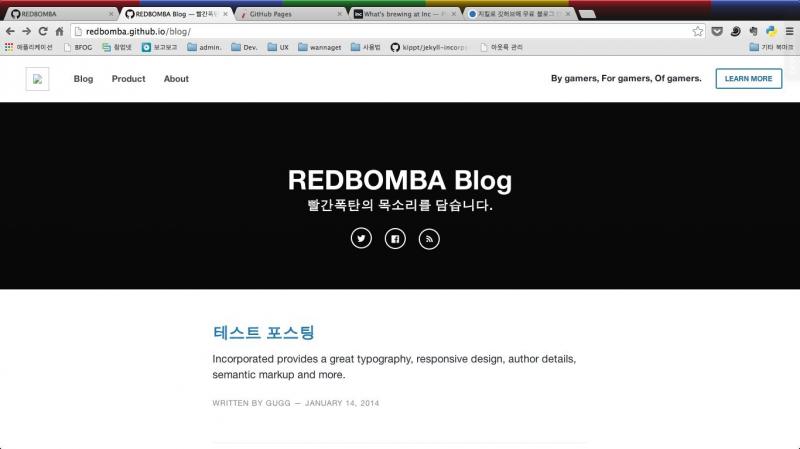 REDBOMBA
REDBOMBA Blog — 빨간폭탄
GitHub Pages
What's brewing at Inc —
지킬로 깃허브에 무료 블로그
redbomba.github.io/blog/
애플리케이션
BFOG
취업넷
보고보고
admin.
Dev.
UX
wannaget
사용법
kippt/jekyll-incorp
아웃룩 관리
기타 북마크
Blog
Product
About
By gamers, For gamers, Of gamers.
LEARN MORE
REDBOMBA Blog
빨간폭탄의 목소리를 담습니다.
테스트 포스팅
Incorporated provides a great typography, responsive design, author details,
semantic markup and more.
WRITTEN BY GUGG — JANUARY 14, 2014